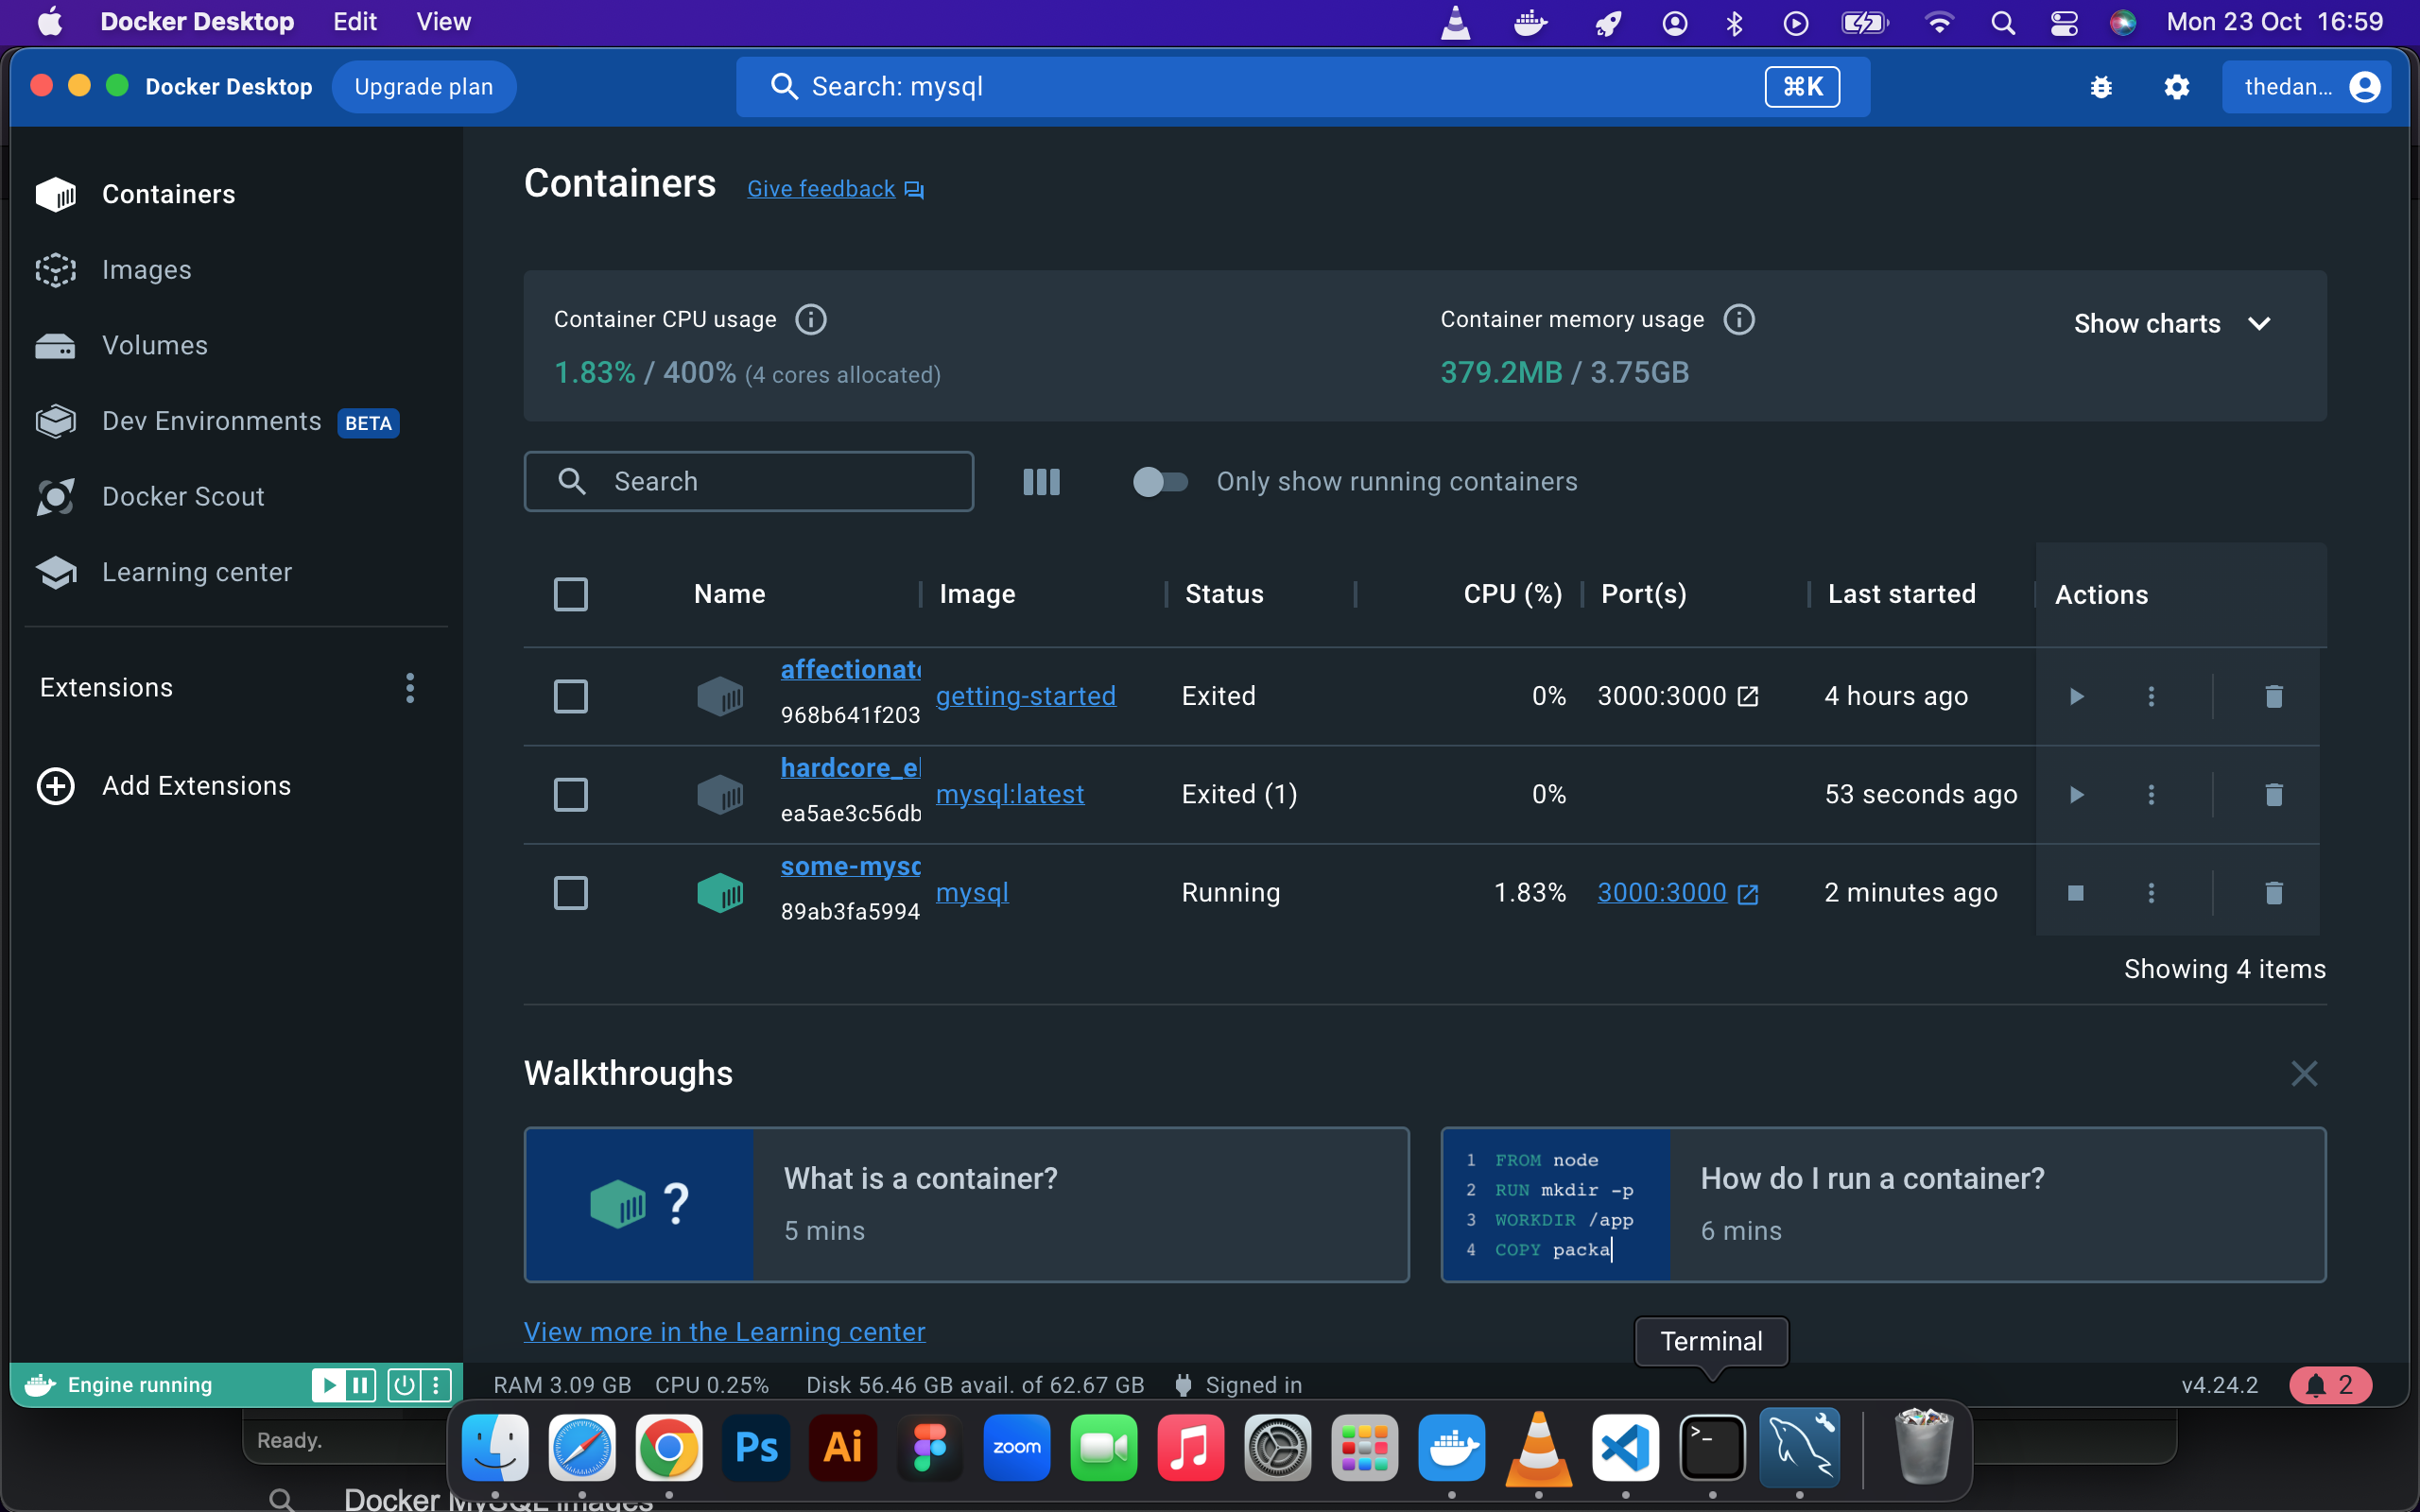 Docker Desktop Edit View Mon 23 Oct 16:59
Docker Desktop Upgrade plan Search: mysql ⌘K thedan...
Containers
Images
Volumes
Dev Environments BETA
Docker Scout
Learning center
Extensions
Add Extensions
Containers Give feedback
Container CPU usage
1.83% / 400% (4 cores allocated)
Container memory usage
379.2MB / 3.75GB
Show charts
Search
Only show running containers
Name Image Status CPU (%) Port(s) Last started Actions
affectionate
968b641f203 getting-started Exited 0% 3000:3000 4 hours ago
hardcore_el
ea5ae3c56db mysql:latest Exited (1) 0% 53 seconds ago
some-mysq
89ab3fa5994 mysql Running 1.83% 3000:3000 2 minutes ago
Showing 4 items
Walkthroughs
?
What is a container?
5 mins
1 FROM node
2 RUN mkdir -p
3 WORKDIR /app
4 COPY packa
How do I run a container?
6 mins
View more in the Learning center
Terminal
Engine running RAM 3.09 GB CPU 0.25% Disk 56.46 GB avail. of 62.67 GB Signed in v4.24.2 2
Ready.
Ps Ai zoom >_
Docker MySQL images